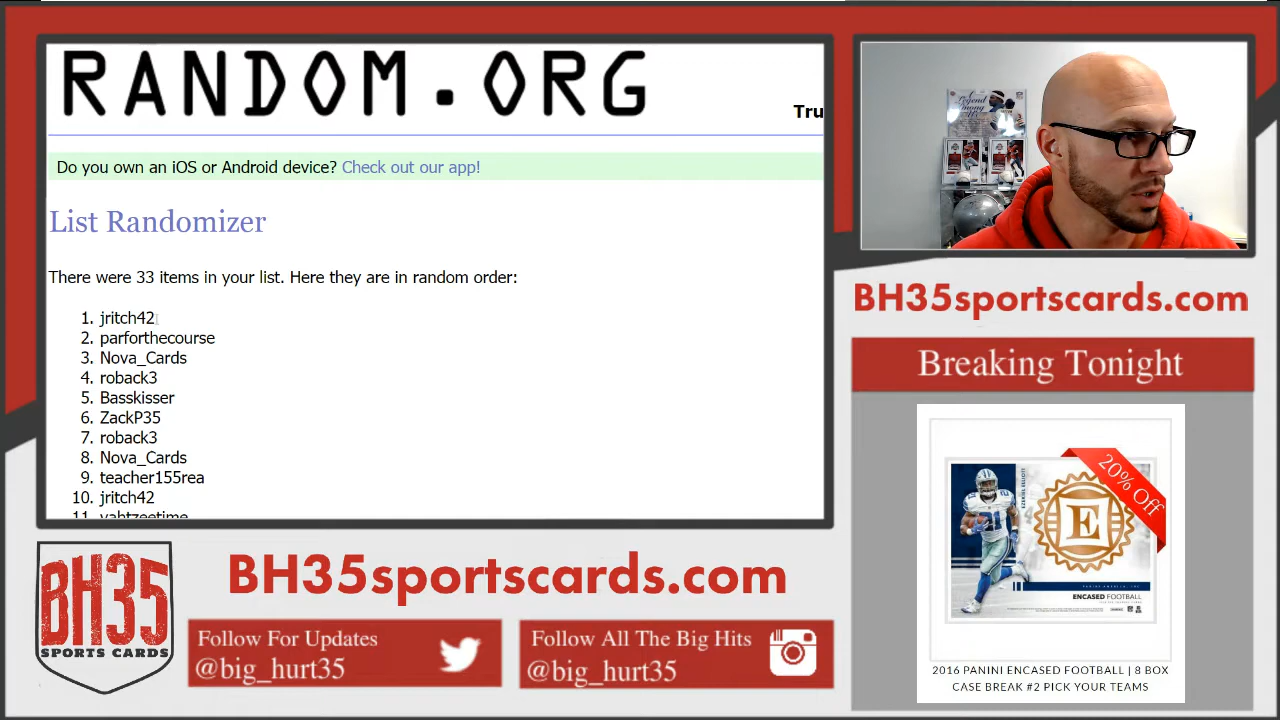 RANDOM.ORG
Tru
Do you own an iOS or Android device? Check out our app!
List Randomizer
There were 33 items in your list. Here they are in random order:
1. jritch42
2. parforthecourse
3. Nova_Cards
4. roback3
5. Basskisser
6. ZackP35
7. roback3
8. Nova_Cards
9. teacher155rea
10. jritch42
11. yahtzeetime
BH35sportscards.com
Breaking Tonight
20% Off
EZEKIEL ELLIOTT
E
ENCASED FOOTBALL
2016 PANINI ENCASED FOOTBALL | 8 BOX
CASE BREAK #2 PICK YOUR TEAMS
BH35
SPORTS CARDS
BH35sportscards.com
Follow For Updates
@big_hurt35
Follow All The Big Hits
@big_hurt35